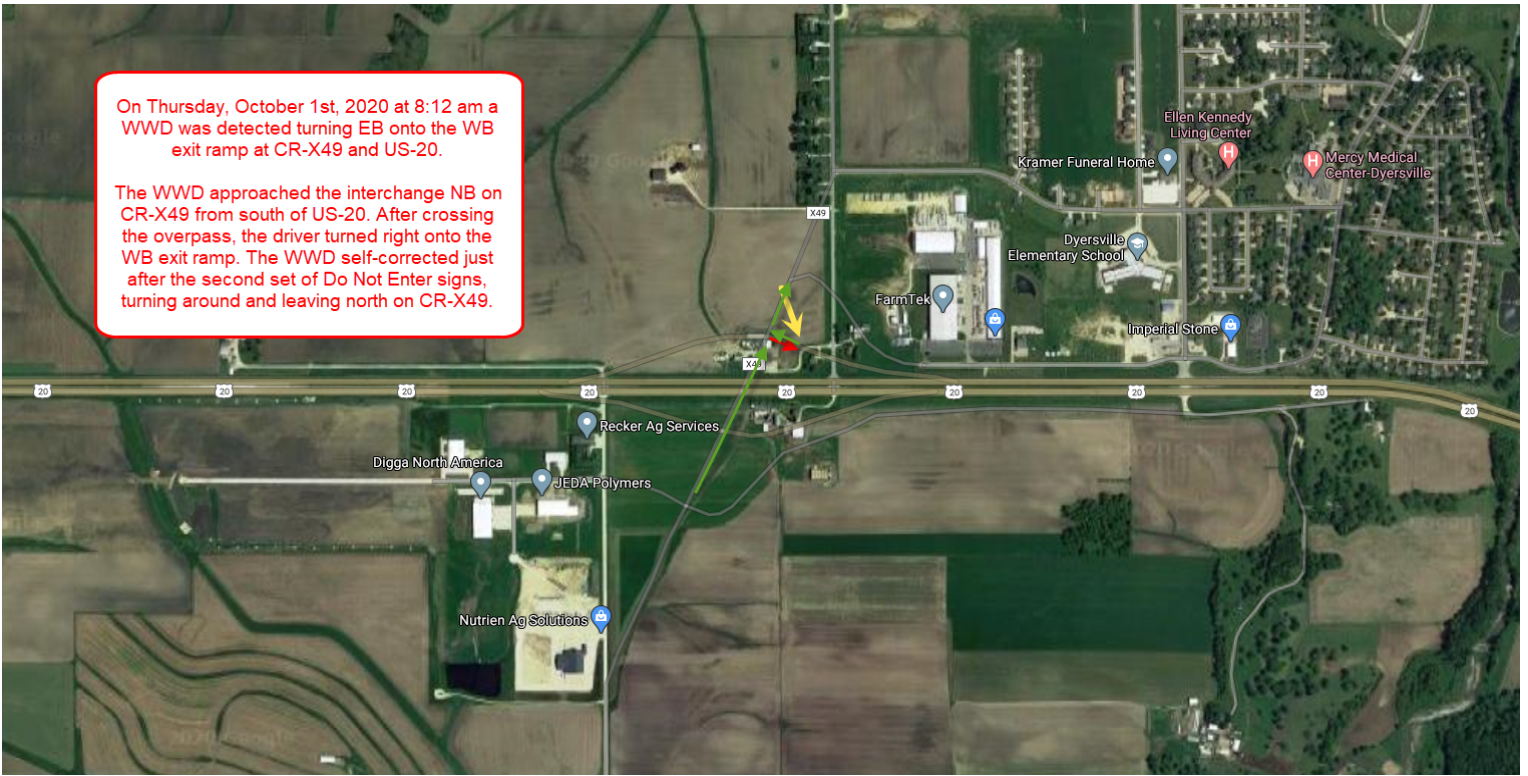 On Thursday, October 1st, 2020 at 8:12 am a
WWD was detected turning EB onto the WB
exit ramp at CR-X49 and US-20.
The WWD approached the interchange NB on
CR-X49 from south of US-20. After crossing
the overpass, the driver turned right onto the
WB exit ramp. The WWD self-corrected just
after the second set of Do Not Enter signs,
turning around and leaving north on CR-X49.
Ellen Kennedy
Living Center
Kramer Funeral Home
H
H
Mercy Medical
Center-Dyersville
X49
Dyersville
Elementary School
FarmTek
Imperial Stone
X49
20
20
20
20
20
20
20
20
20
Recker Ag Services
Digga North America
JEDA Polymers
Nutrien Ag Solutions
2020 Google